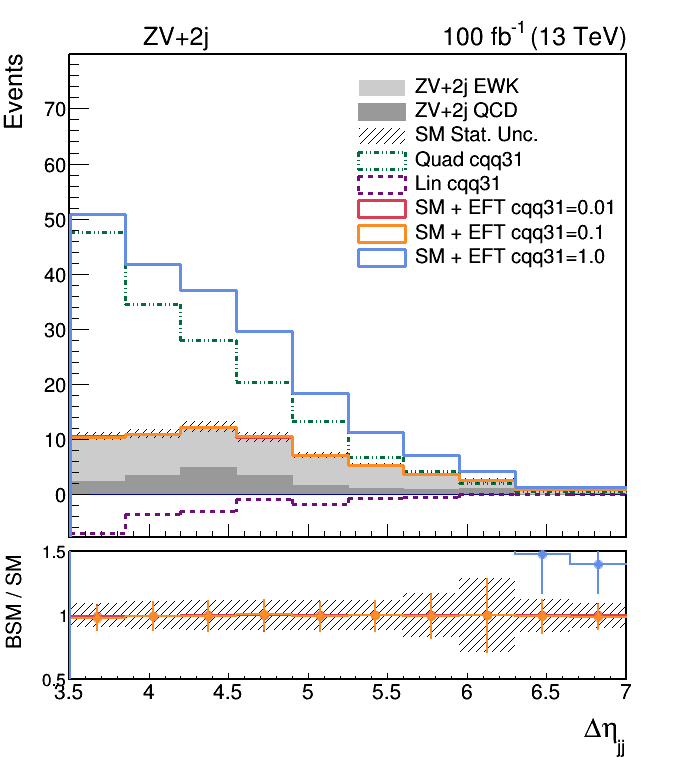 ZV+2j 100 fb-1 (13 TeV)
Events
ZV+2j EWK
ZV+2j QCD
SM Stat. Unc.
Quad cqq31
Lin cqq31
SM + EFT cqq31=0.01
SM + EFT cqq31=0.1
SM + EFT cqq31=1.0
70
60
50
40
30
20
10
0
BSM / SM
1.5
1
0.5
3.5 4 4.5 5 5.5 6 6.5 7
Δηjj